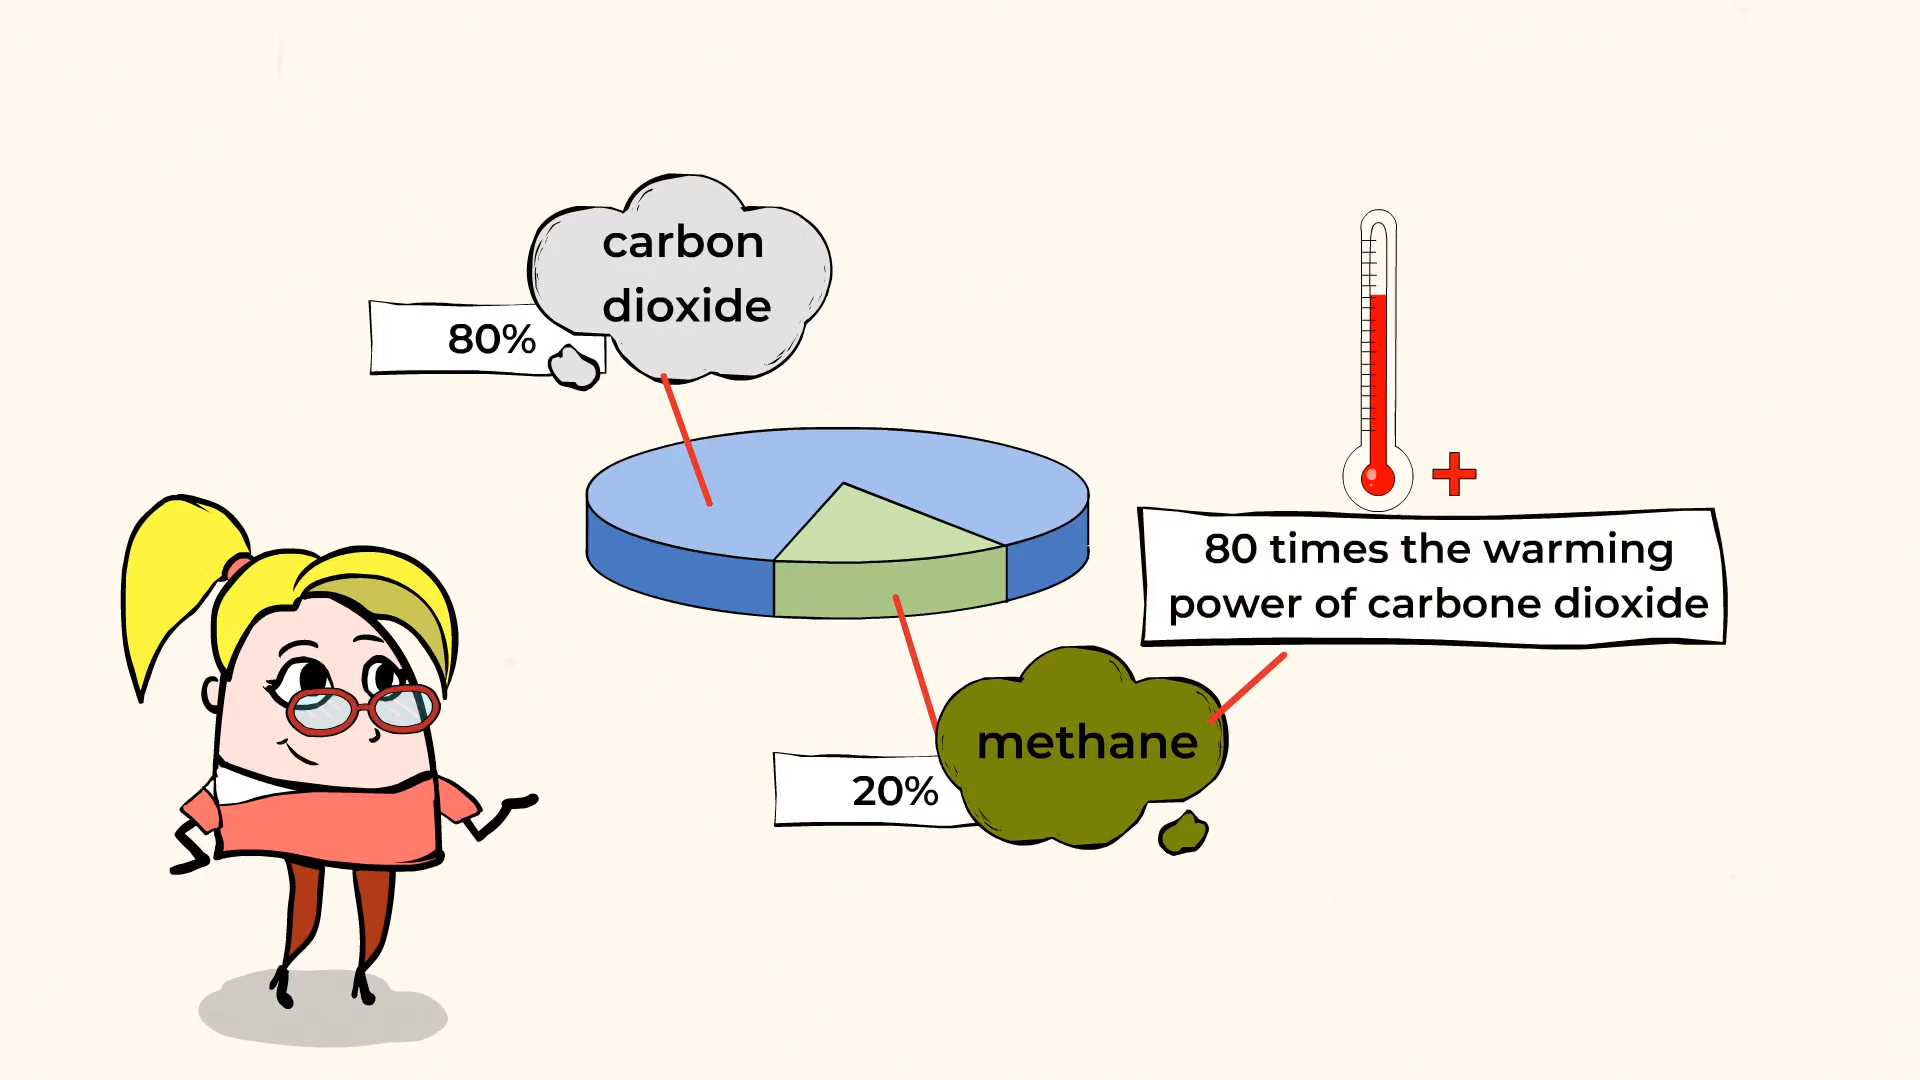 carbon
dioxide
80%
80 times the warming
power of carbone dioxide
methane
20%